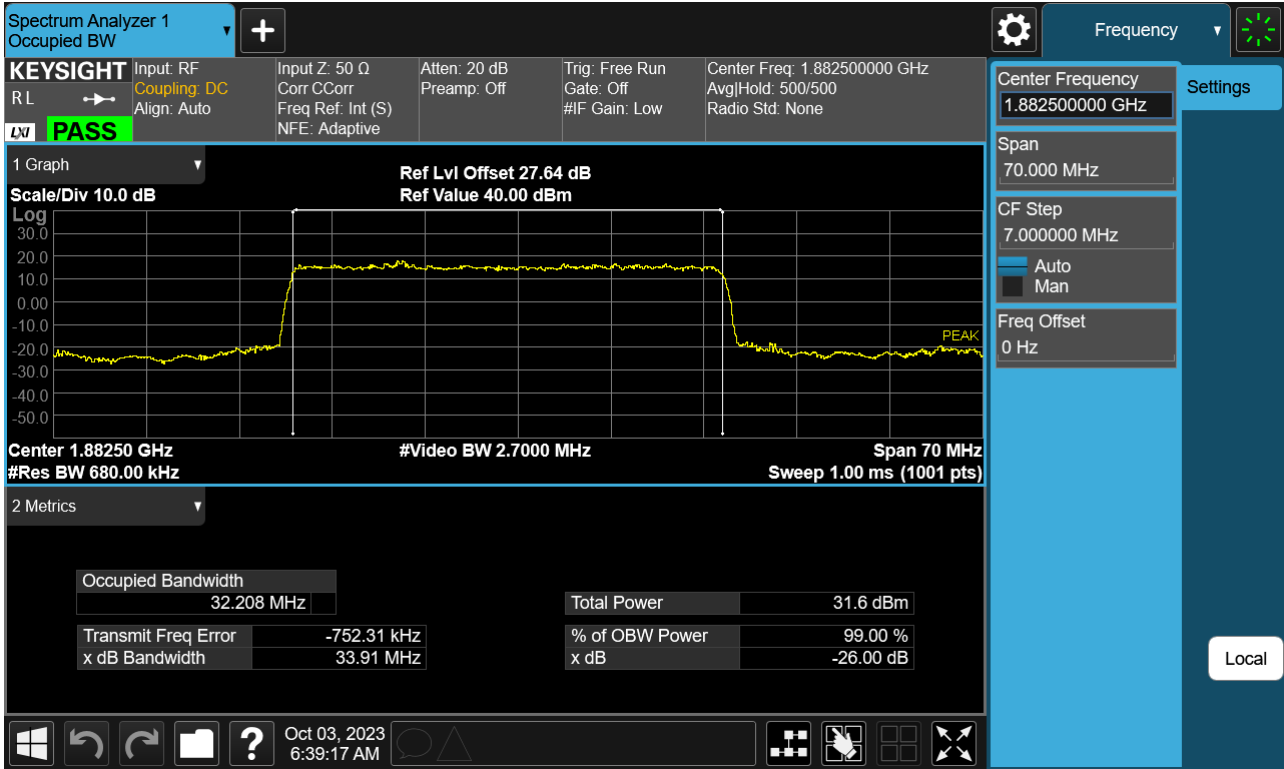 Spectrum Analyzer 1
Occupied BW
Frequency
KEYSIGHT
R L
LXI
PASS
Input: RF
Coupling: DC
Align: Auto
Input Z: 50 Ω
Corr CCorr
Freq Ref: Int (S)
NFE: Adaptive
Atten: 20 dB
Preamp: Off
Trig: Free Run
Gate: Off
#IF Gain: Low
Center Freq: 1.882500000 GHz
Avg|Hold: 500/500
Radio Std: None
1 Graph
Scale/Div 10.0 dB
Ref Lvl Offset 27.64 dB
Ref Value 40.00 dBm
Log
30.0
20.0
10.0
0.00
-10.0
-20.0
-30.0
-40.0
-50.0
PEAK
Center 1.88250 GHz
#Video BW 2.7000 MHz
Span 70 MHz
#Res BW 680.00 kHz
Sweep 1.00 ms (1001 pts)
2 Metrics
Occupied Bandwidth
32.208 MHz
Total Power 31.6 dBm
Transmit Freq Error -752.31 kHz
% of OBW Power 99.00 %
x dB Bandwidth 33.91 MHz
x dB -26.00 dB
Center Frequency
1.882500000 GHz
Settings
Span
70.000 MHz
CF Step
7.000000 MHz
Auto
Man
Freq Offset
0 Hz
Local
?
Oct 03, 2023
6:39:17 AM